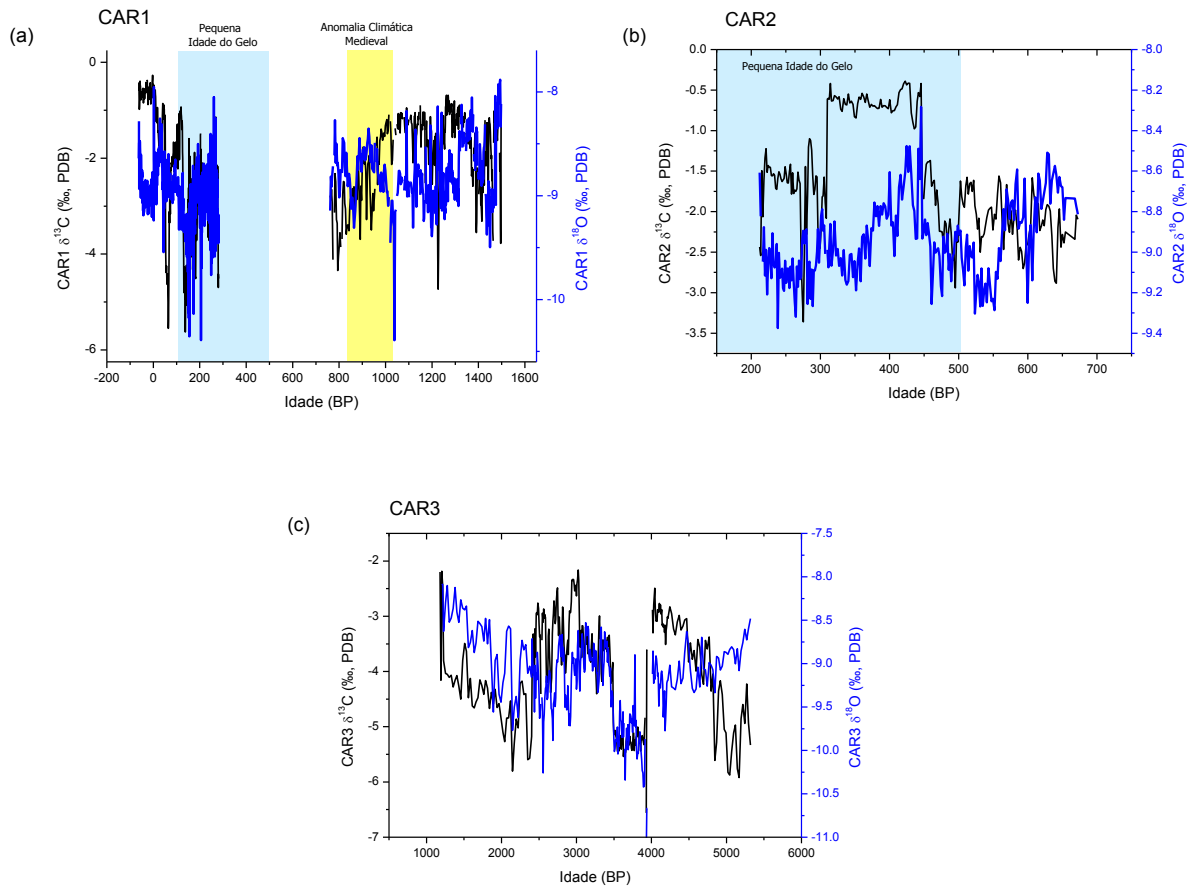 CAR1
(a)
Pequena
Idade do Gelo
Anomalia Climática
Medieval
0
-2
-4
-6
CAR1 δ13C (‰, PDB)
-8
-9
-10
CAR1 δ18O (‰, PDB)
-200 0 200 400 600 800 1000 1200 1400 1600
Idade (BP)
CAR2
(b)
Pequena Idade do Gelo
0.0
-0.5
-1.0
-1.5
-2.0
-2.5
-3.0
-3.5
CAR2 δ13C (‰, PDB)
-8.0
-8.2
-8.4
-8.6
-8.8
-9.0
-9.2
-9.4
CAR2 δ18O (‰, PDB)
200 300 400 500 600 700
Idade (BP)
CAR3
(c)
-2
-3
-4
-5
-6
-7
CAR3 δ13C (‰, PDB)
-7.5
-8.0
-8.5
-9.0
-9.5
-10.0
-10.5
-11.0
CAR3 δ18O (‰, PDB)
1000 2000 3000 4000 5000 6000
Idade (BP)